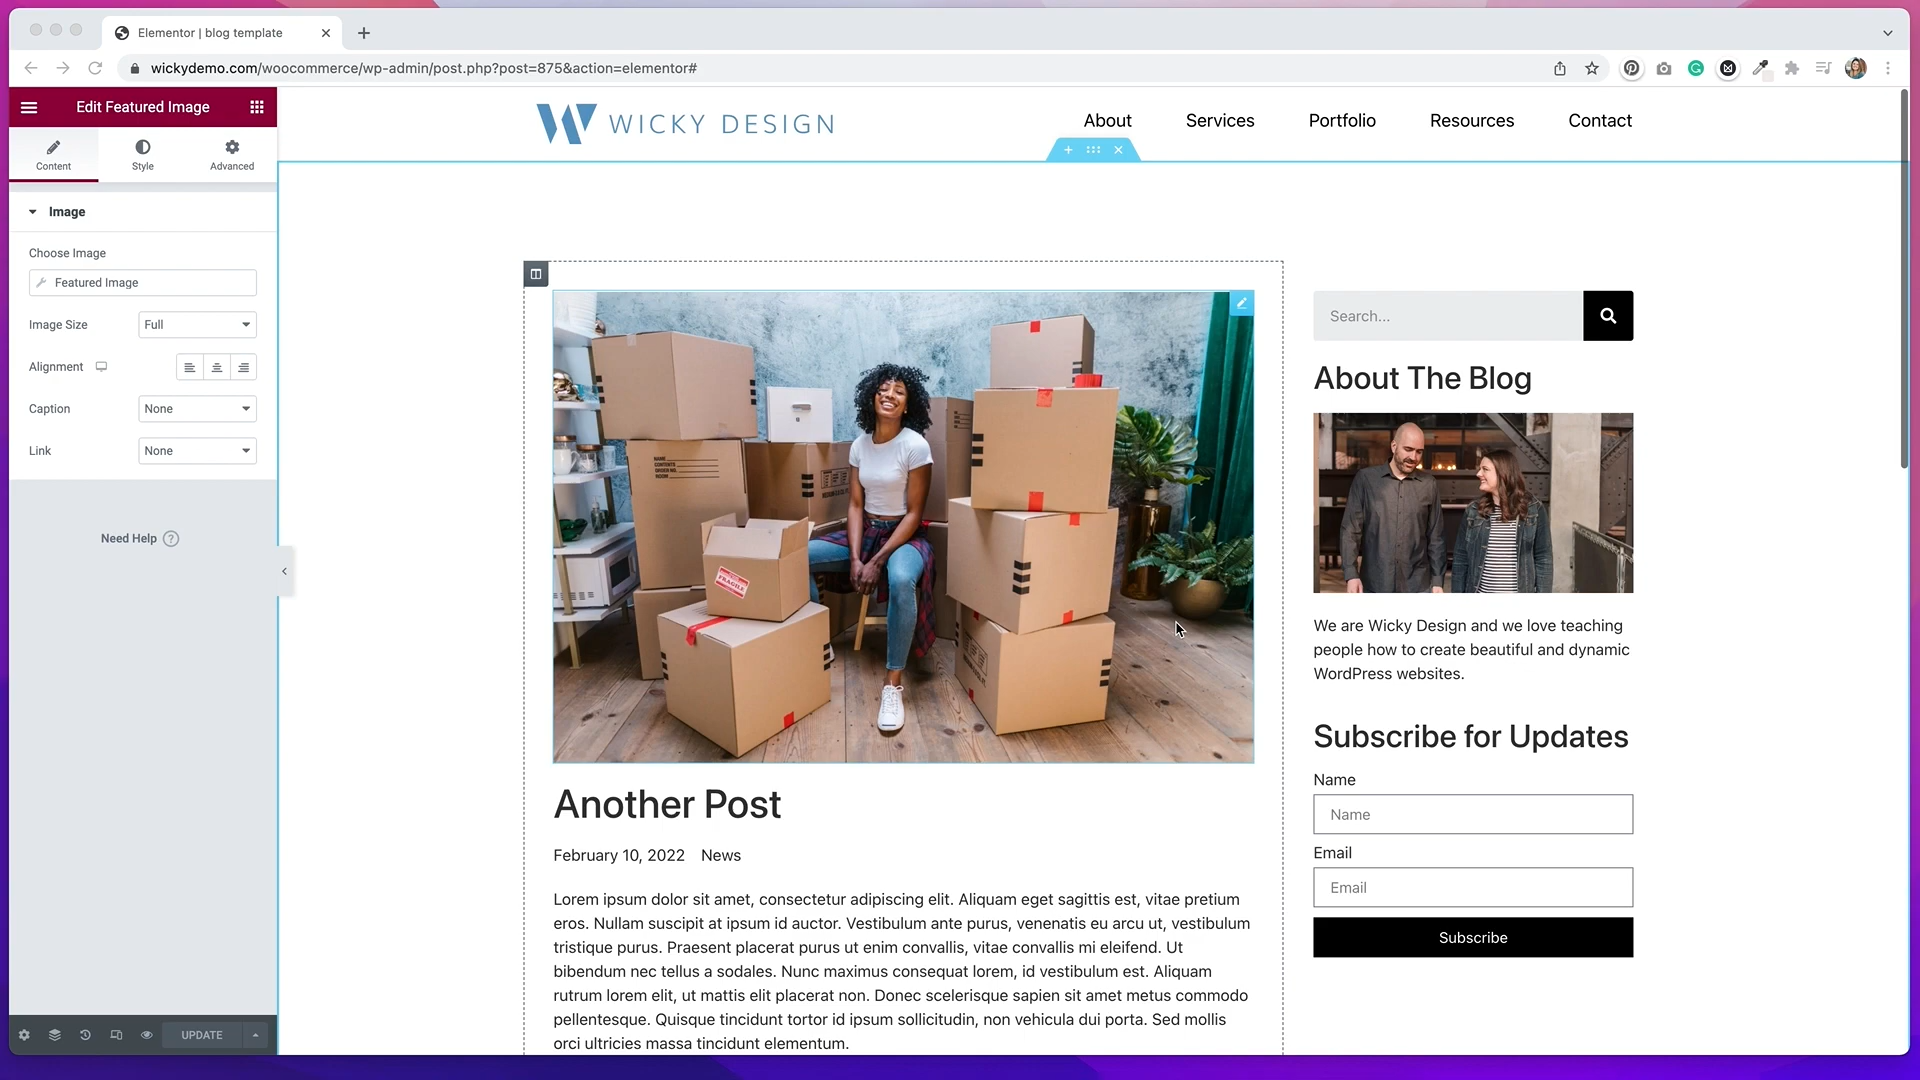 Elementor | blog template
wickydemo.com/woocommerce/wp-admin/post.php?post=875&action=elementor#
Edit Featured Image
Content
Style
Advanced
Image
Choose Image
Featured Image
Image Size
Full
Alignment
Caption
None
Link
None
Need Help
UPDATE
WICKY DESIGN
About
Services
Portfolio
Resources
Contact
FRAGILE
Another Post
February 10, 2022
News
Lorem ipsum dolor sit amet, consectetur adipiscing elit. Aliquam eget sagittis est, vitae pretium
eros. Nullam suscipit at ipsum id auctor. Vestibulum ante purus, venenatis eu arcu ut, vestibulum
tristique purus. Praesent placerat purus ut enim convallis, vitae convallis mi eleifend. Ut
bibendum nec tellus a sodales. Nunc maximus consequat lorem, id vestibulum est. Aliquam
rutrum lorem elit, ut mattis elit placerat non. Donec scelerisque sapien sit amet metus commodo
pellentesque. Quisque tincidunt tortor id ipsum sollicitudin, non vehicula dui porta. Sed mollis
orci ultricies massa tincidunt elementum.
Search...
About The Blog
We are Wicky Design and we love teaching
people how to create beautiful and dynamic
WordPress websites.
Subscribe for Updates
Name
Name
Email
Email
Subscribe